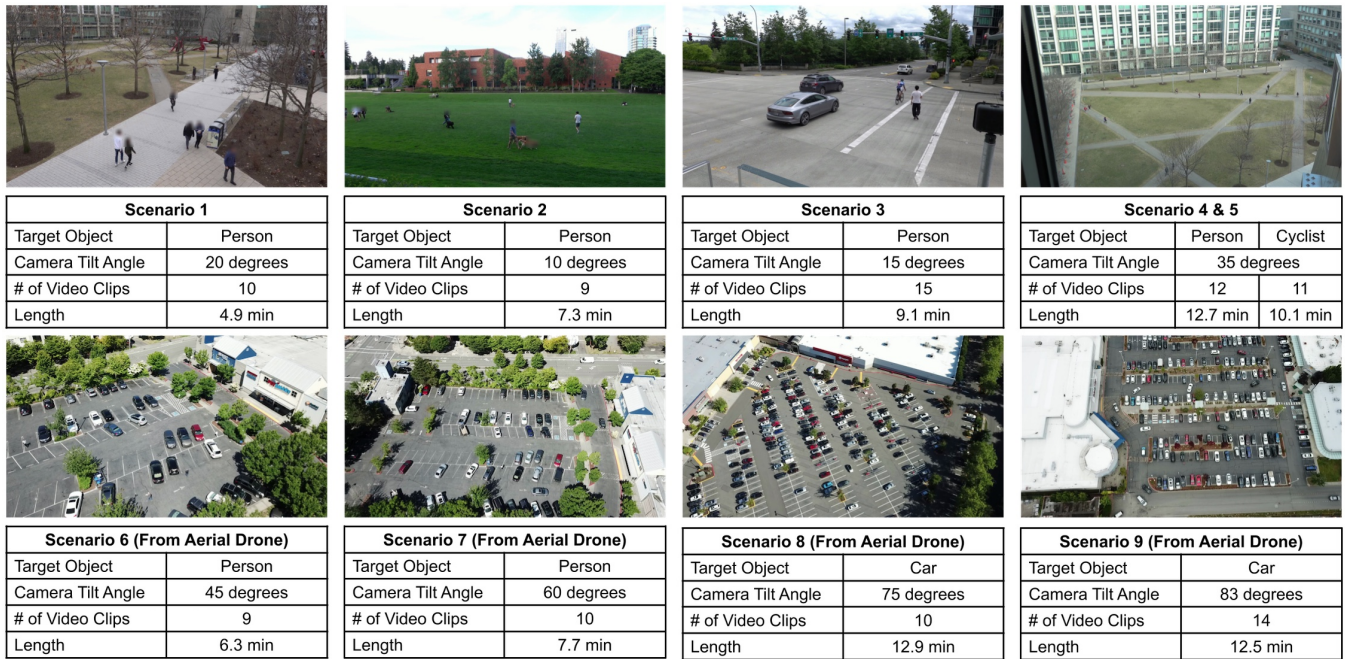 Scenario 1
Target Object Person
Camera Tilt Angle 20 degrees
# of Video Clips 10
Length 4.9 min
Scenario 2
Target Object Person
Camera Tilt Angle 10 degrees
# of Video Clips 9
Length 7.3 min
Scenario 3
Target Object Person
Camera Tilt Angle 15 degrees
# of Video Clips 15
Length 9.1 min
Scenario 4 & 5
Target Object Person Cyclist
Camera Tilt Angle 35 degrees
# of Video Clips 12 11
Length 12.7 min 10.1 min
Scenario 6 (From Aerial Drone)
Target Object Person
Camera Tilt Angle 45 degrees
# of Video Clips 9
Length 6.3 min
Scenario 7 (From Aerial Drone)
Target Object Person
Camera Tilt Angle 60 degrees
# of Video Clips 10
Length 7.7 min
Scenario 8 (From Aerial Drone)
Target Object Car
Camera Tilt Angle 75 degrees
# of Video Clips 10
Length 12.9 min
Scenario 9 (From Aerial Drone)
Target Object Car
Camera Tilt Angle 83 degrees
# of Video Clips 14
Length 12.5 min